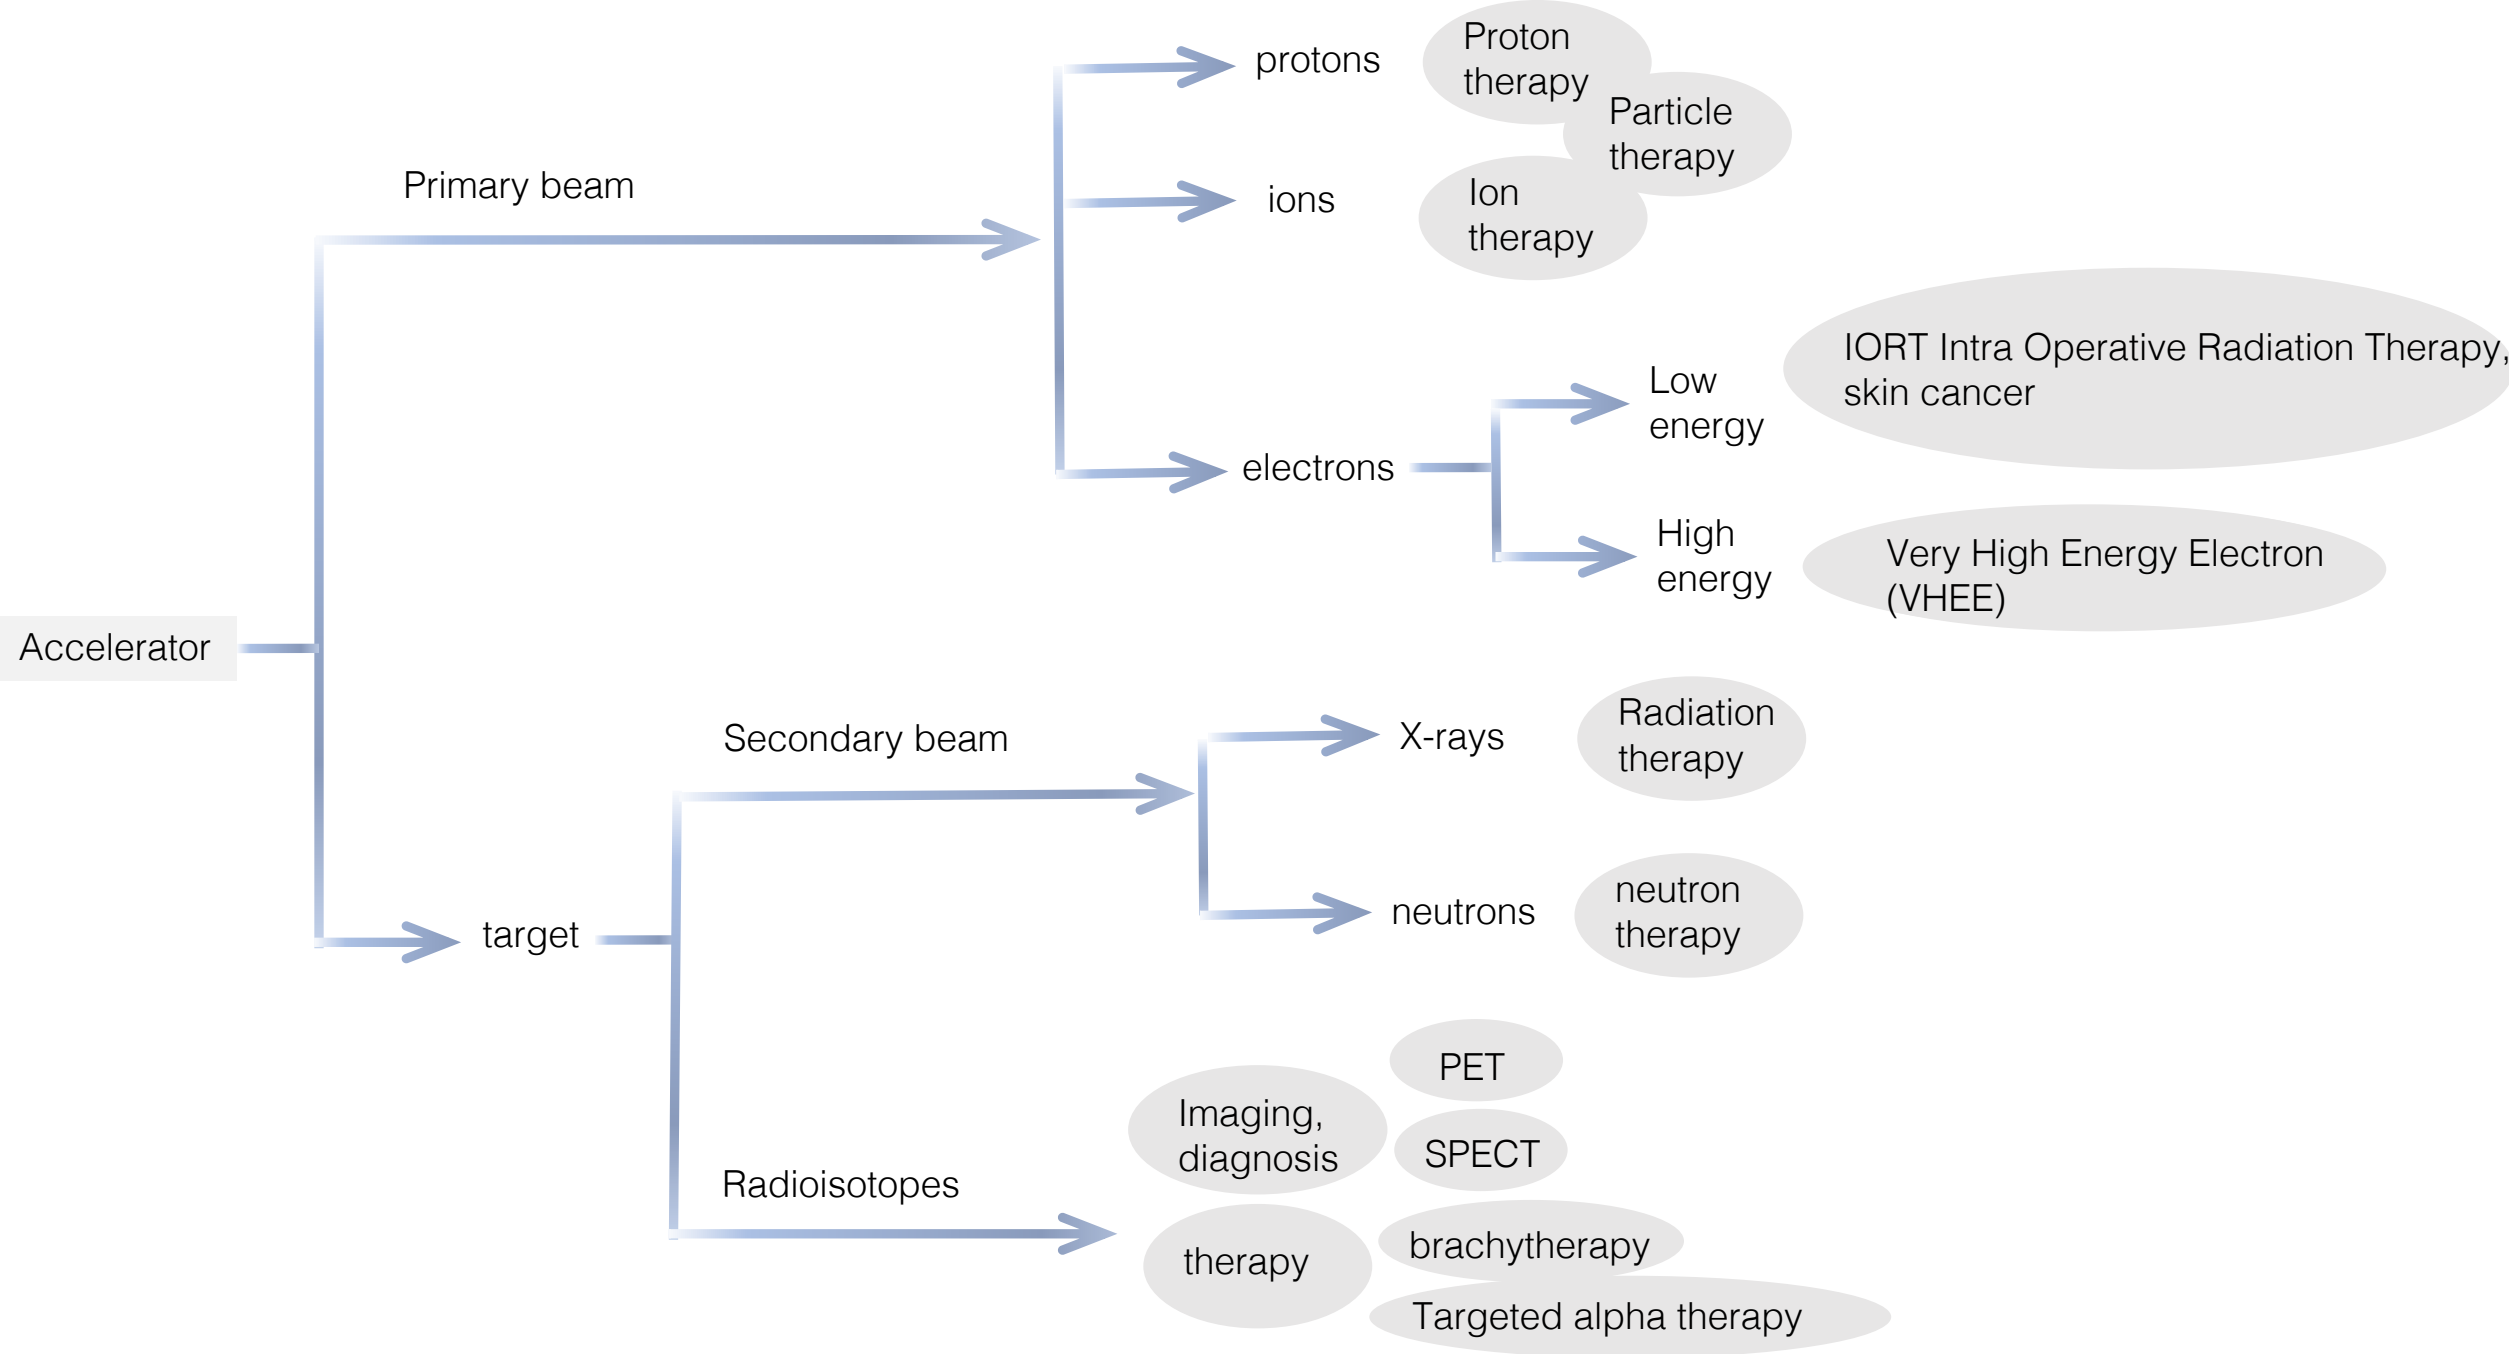 Proton
therapy
protons
Particle
therapy
Primary beam
ions
Ion
therapy
IORT Intra Operative Radiation Therapy,
skin cancer
Low
energy
electrons
High
energy
Very High Energy Electron
(VHEE)
Accelerator
Secondary beam
X-rays
Radiation
therapy
neutrons
neutron
therapy
target
PET
Imaging,
diagnosis
SPECT
Radioisotopes
therapy
brachytherapy
Targeted alpha therapy